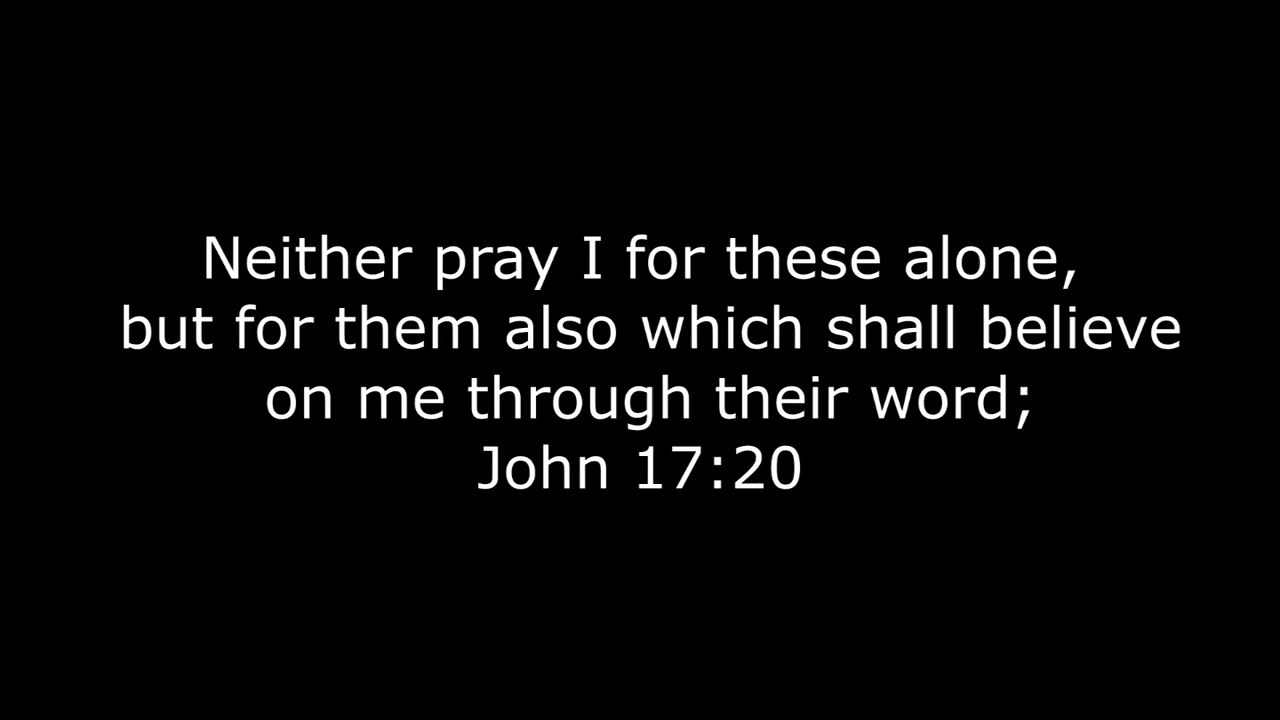 Neither pray I for these alone,
but for them also which shall believe
on me through their word;
John 17:20